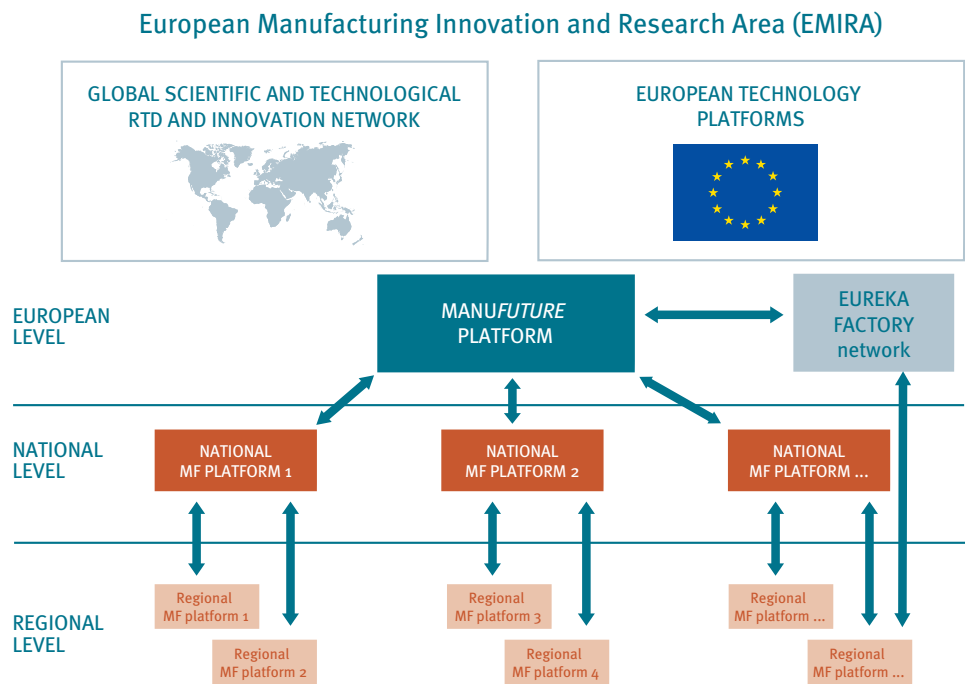 European Manufacturing Innovation and Research Area (EMIRA)
GLOBAL SCIENTIFIC AND TECHNOLOGICAL
RTD AND INNOVATION NETWORK
EUROPEAN TECHNOLOGY
PLATFORMS
EUROPEAN
LEVEL
MANUFUTURE
PLATFORM
EUREKA
FACTORY
network
NATIONAL
LEVEL
NATIONAL
MF PLATFORM 1
NATIONAL
MF PLATFORM 2
NATIONAL
MF PLATFORM ...
REGIONAL
LEVEL
Regional
MF platform 1
Regional
MF platform 2
Regional
MF platform 3
Regional
MF platform 4
Regional
MF platform ...
Regional
MF platform ...